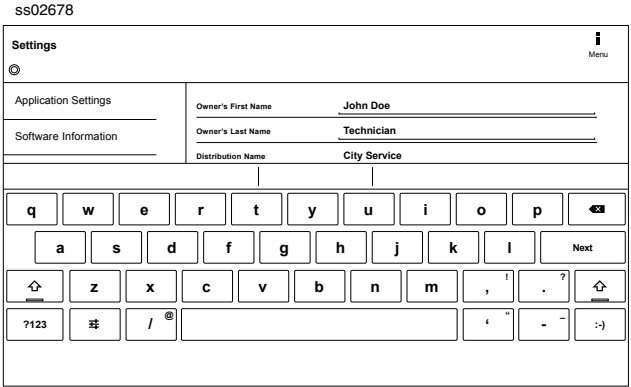 ss02678
Settings
Menu
Application Settings
Software Information
Owner's First Name John Doe
Owner's Last Name Technician
Distribution Name City Service
q w e r t y u i o p
a s d f g h j k l Next
z x c v b n m , ! . ?
?123 / @ ‘ “ - _ :-)